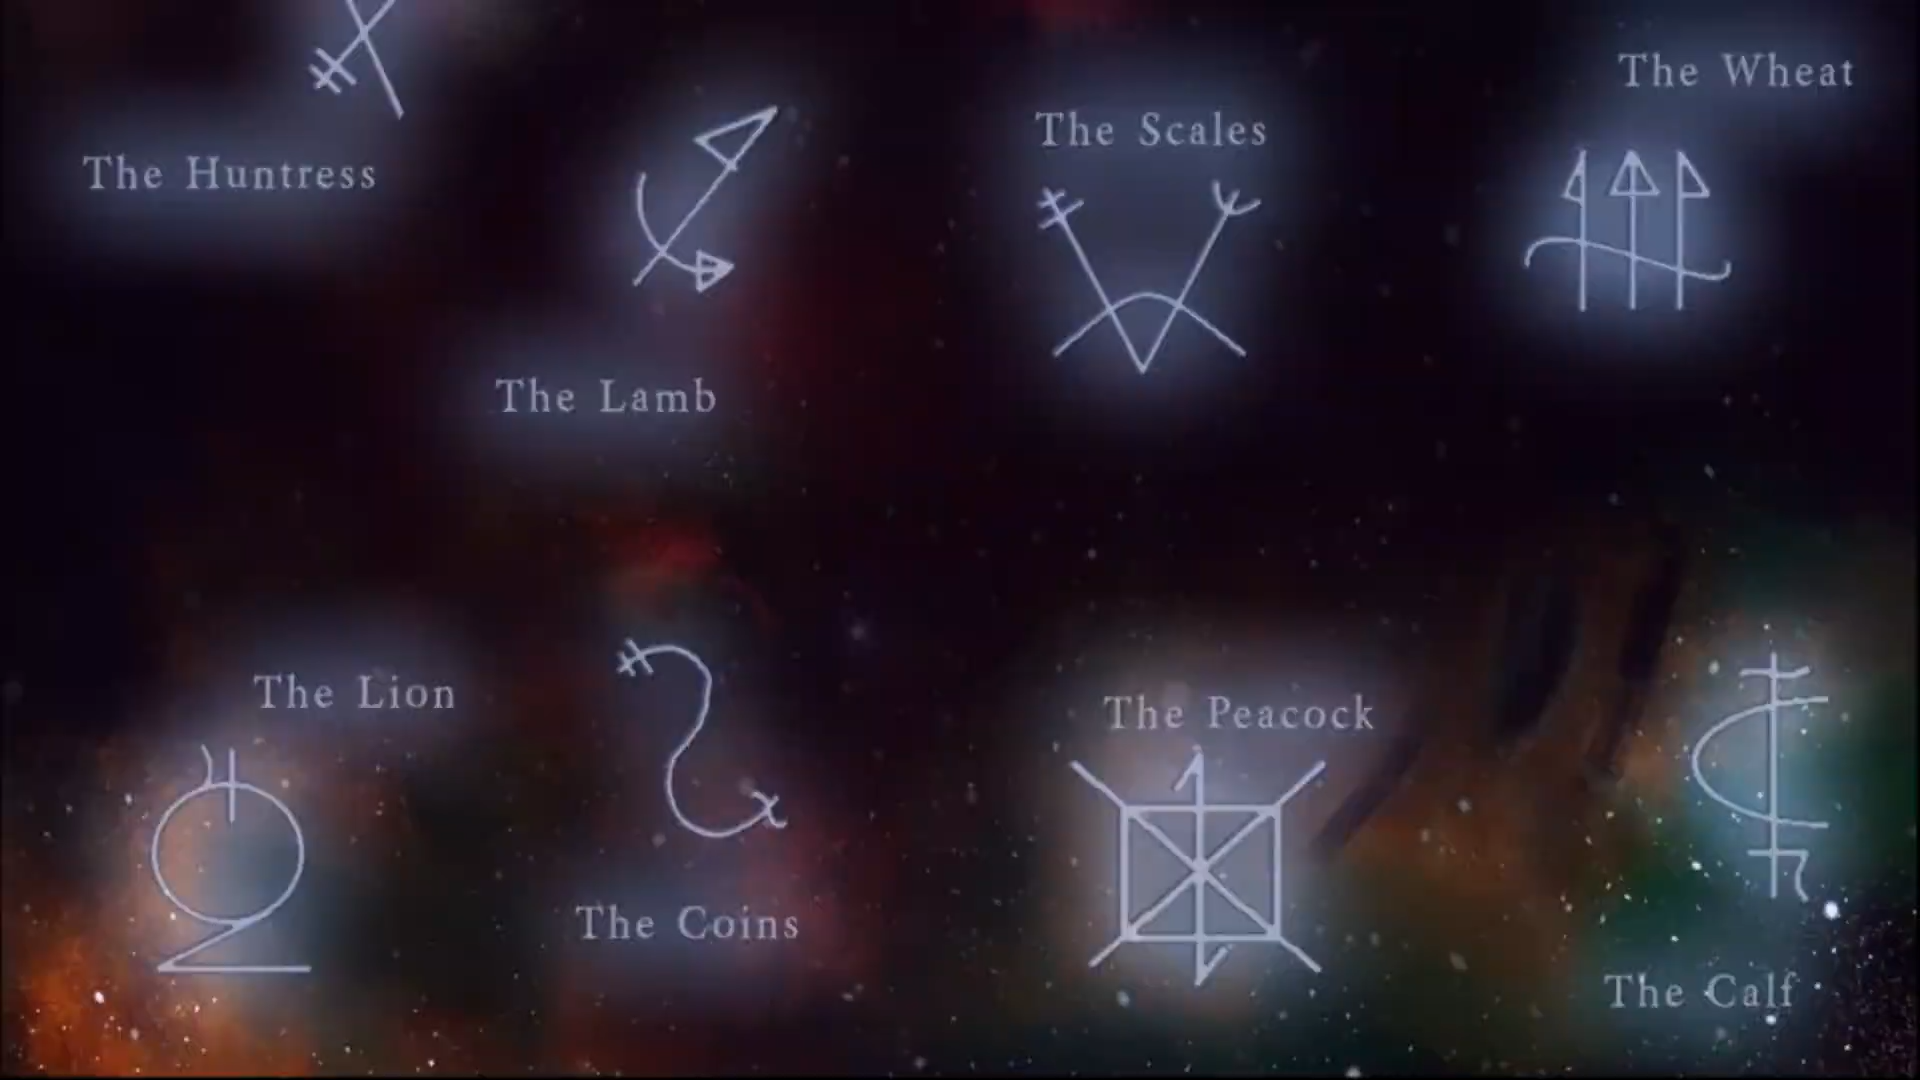 The Wheat
The Scales
The Huntress
The Lamb
The Lion
The Peacock
The Coins
The Calf